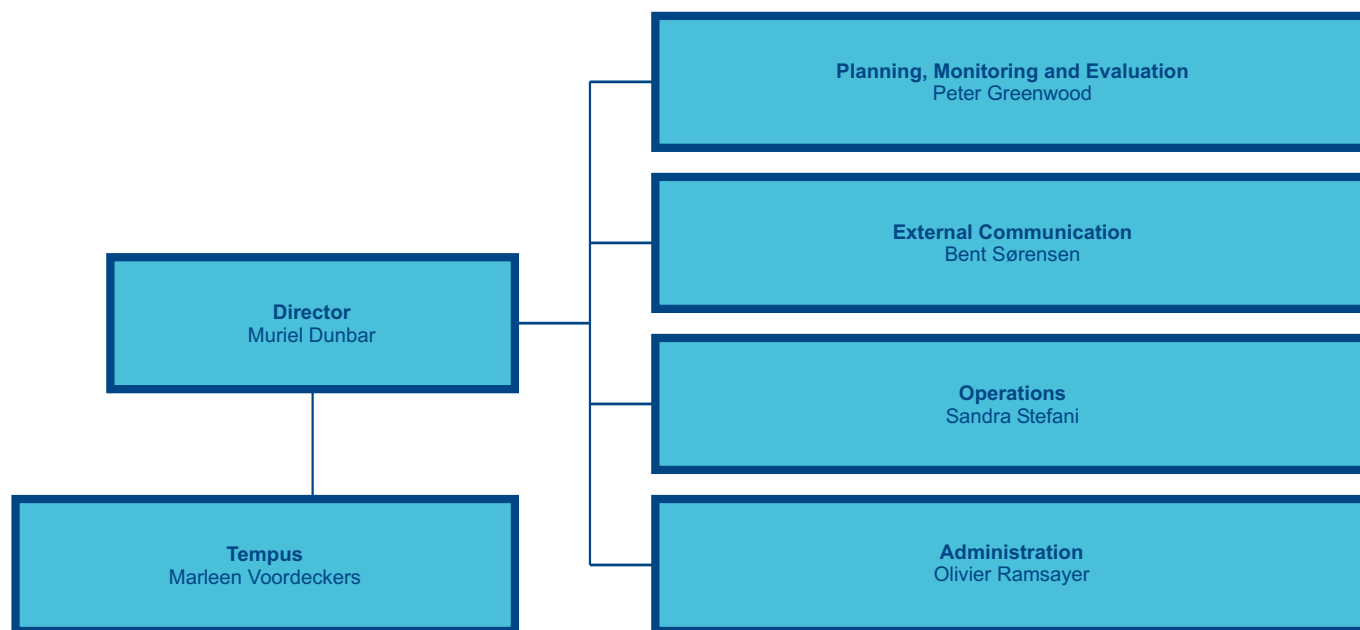 Planning, Monitoring and Evaluation
Peter Greenwood
External Communication
Bent Sørensen
Director
Muriel Dunbar
Operations
Sandra Stefani
Tempus
Marleen Voordeckers
Administration
Olivier Ramsayer